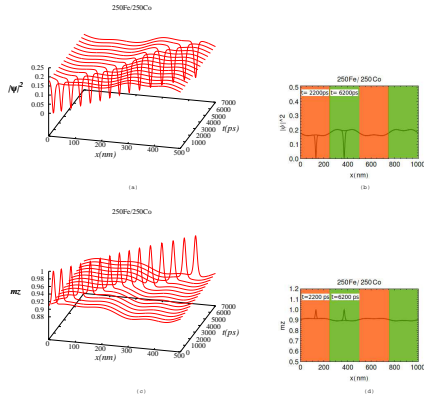 250Fe/250Co
|ψ|²
0.25
0.2
0.15
0.1
0.05
0
0
100
200
300
400
500
x(nm)
0
1000
2000
3000
4000
5000
6000
7000
t(ps)
(a)
250Fe/250Co
t= 2200ps t= 6200ps
|ψ|^2
0.5
0.4
0.3
0.2
0.1
0.0
0 200 400 600 800 1000
x(nm)
(b)
250Fe/250Co
mz
1
0.98
0.96
0.94
0.92
0.9
0.88
0
100
200
300
400
500
x(nm)
0
1000
2000
3000
4000
5000
6000
7000
t(ps)
(c)
250Fe/250Co
t=2200 ps t=6200 ps
mz
1.2
1.1
1.0
0.9
0.8
0.7
0.6
0.5
0 200 400 600 800 1000
x(nm)
(d)